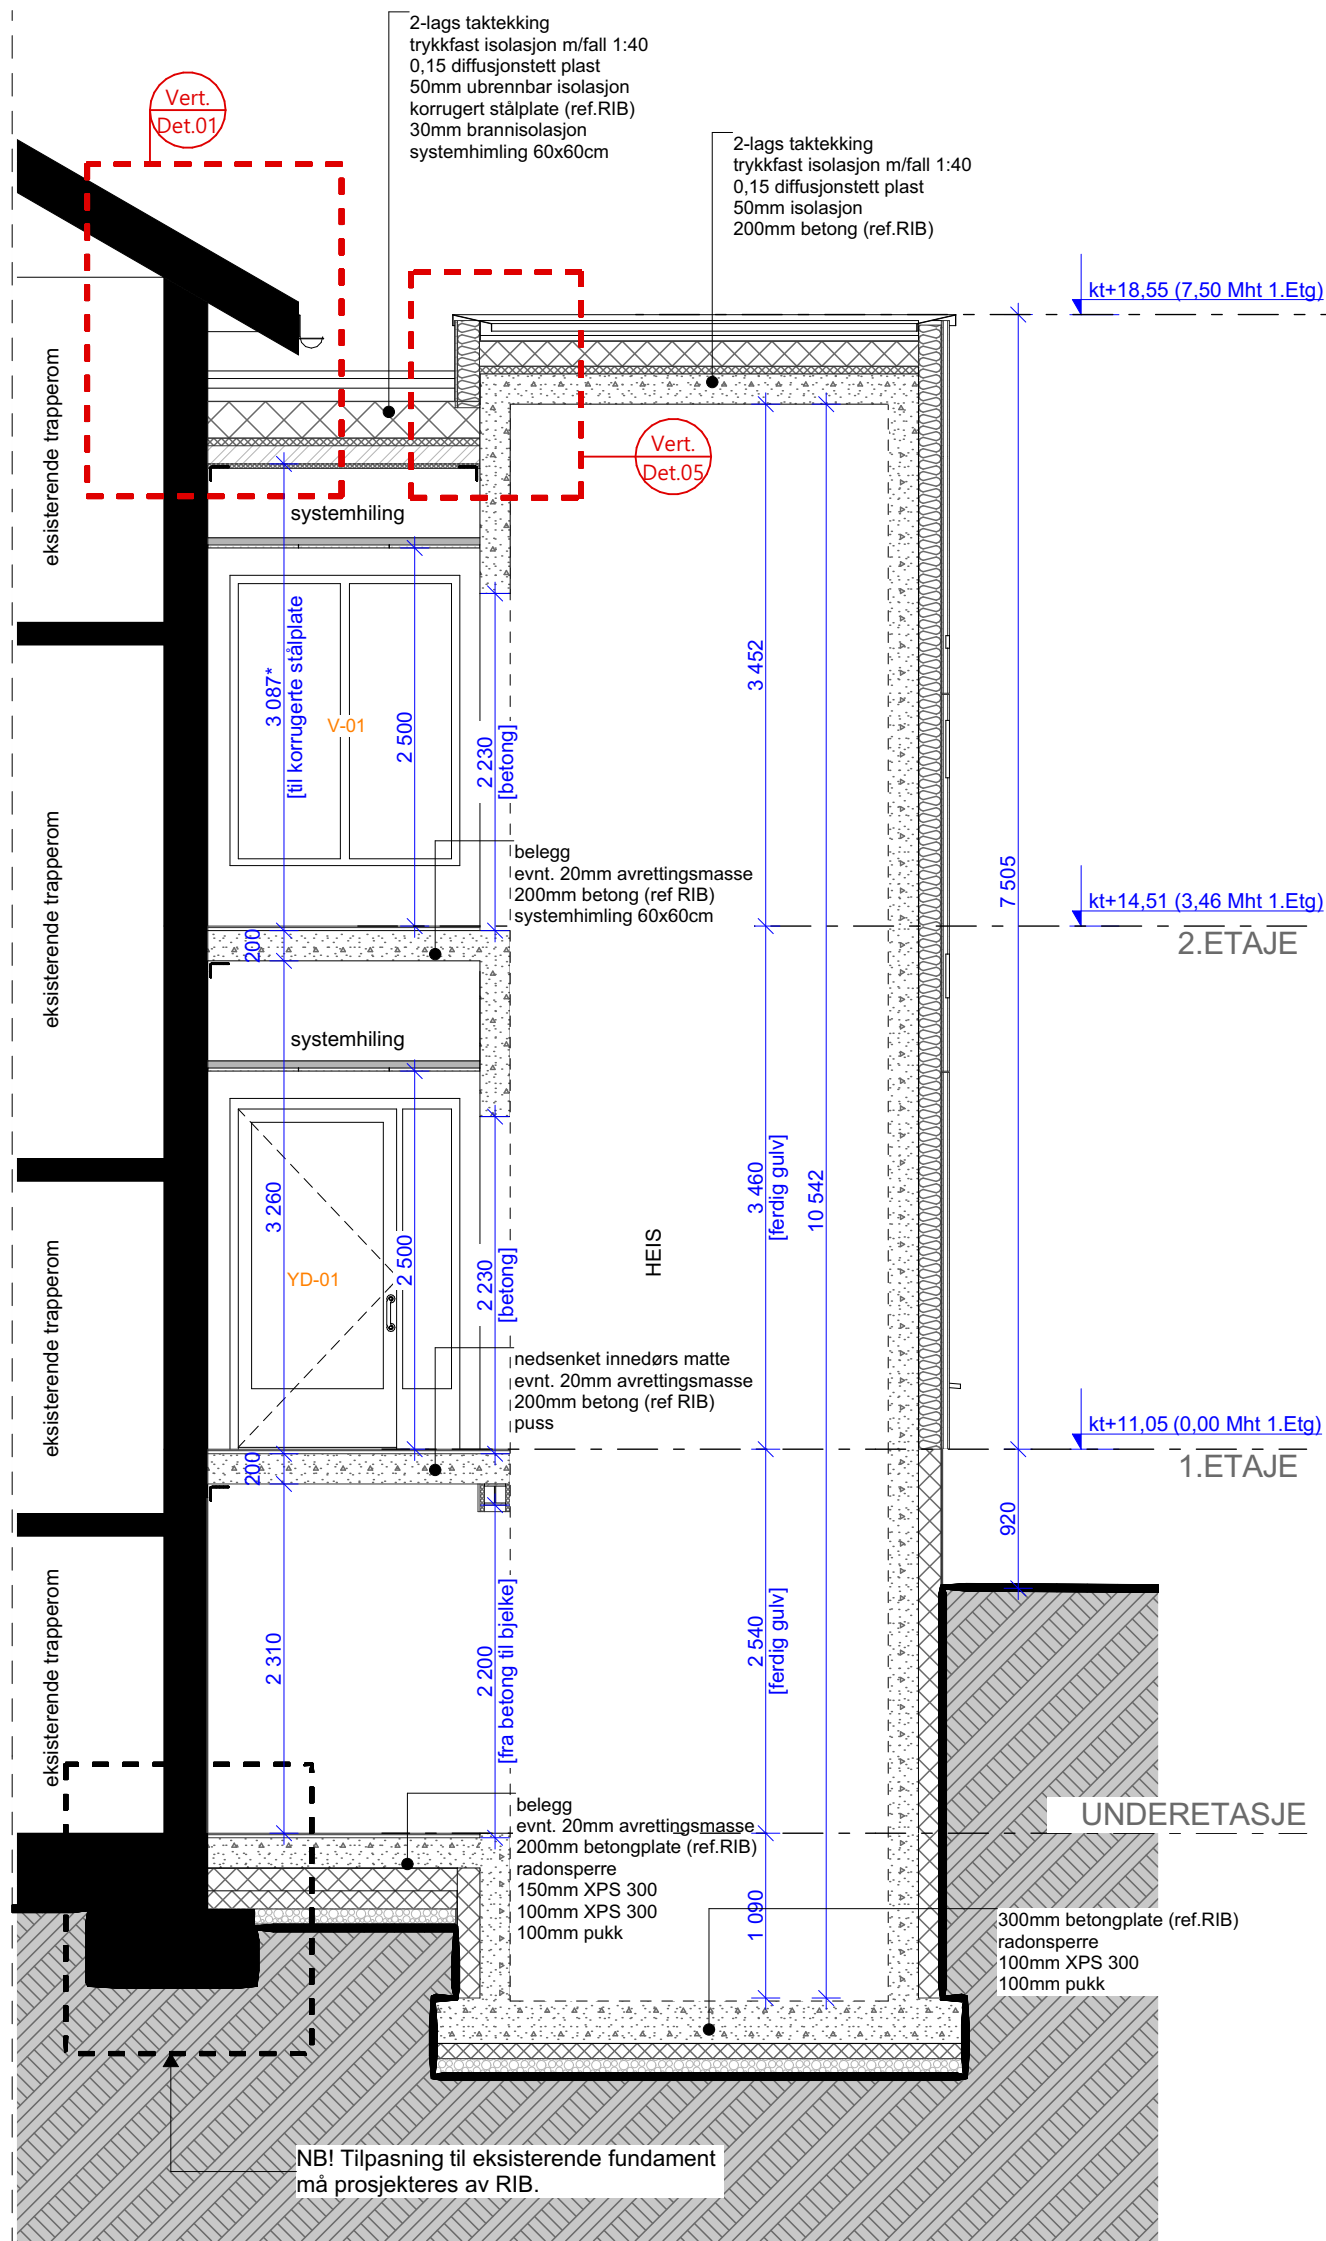 2-lags taktekking
trykkfast isolasjon m/fall 1:40
0,15 diffusjonstett plast
50mm ubrennbar isolasjon
korrugert stålplate (ref.RIB)
30mm brannisolasjon
systemhimling 60x60cm
Vert.
Det.01
2-lags taktekking
trykkfast isolasjon m/fall 1:40
0,15 diffusjonstett plast
50mm isolasjon
200mm betong (ref.RIB)
kt+18,55 (7,50 Mht 1.Etg)
eksisterende trapperom
Vert.
Det.05
systemhiling
3 087*
[til korrugerte stålplate
V-01
2 500
2 230
[betong]
3 452
7 505
belegg
evnt. 20mm avrettingsmasse
200mm betong (ref RIB)
systemhimling 60x60cm
kt+14,51 (3,46 Mht 1.Etg)
2.ETAJE
200
eksisterende trapperom
systemhiling
3 260
YD-01
2 500
2 230
[betong]
HEIS
3 460
[ferdig gulv]
10 542
eksisterende trapperom
nedsenket innedørs matte
evnt. 20mm avrettingsmasse
200mm betong (ref RIB)
puss
kt+11,05 (0,00 Mht 1.Etg)
1.ETAJE
200
920
eksisterende trapperom
2 310
2 200
[fra betong til bjelke]
2 540
[ferdig gulv]
UNDERETASJE
belegg
evnt. 20mm avrettingsmasse
200mm betongplate (ref.RIB)
radonsperre
150mm XPS 300
100mm XPS 300
100mm pukk
1 090
300mm betongplate (ref.RIB)
radonsperre
100mm XPS 300
100mm pukk
NB! Tilpasning til eksisterende fundament
må prosjekteres av RIB.